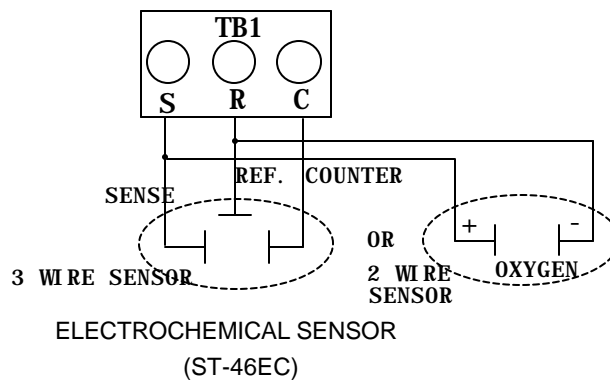 TB1
S R C
REF. COUNTER
SENSE
+ -
OR
OXYGEN
3 WIRE SENSOR
2 WIRE
SENSOR
ELECTROCHEMICAL SENSOR
(ST-46EC)